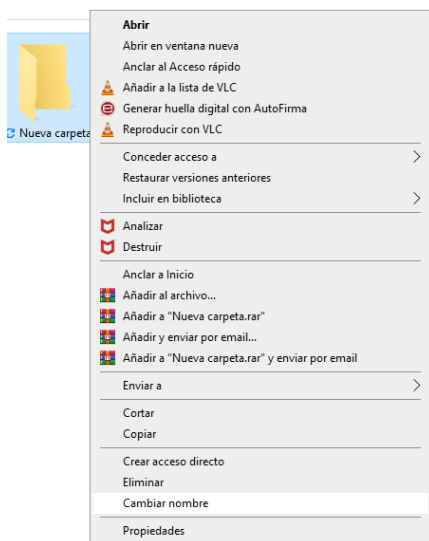 Abrir
Abrir en ventana nueva
Anclar al Acceso rápido
Añadir a la lista de VLC
Generar huella digital con AutoFirma
Reproducir con VLC
Nueva carpeta
Conceder acceso a
Restaurar versiones anteriores
Incluir en biblioteca
Analizar
Destruir
Anclar a Inicio
Añadir al archivo...
Añadir a "Nueva carpeta.rar"
Añadir y enviar por email...
Añadir a "Nueva carpeta.rar" y enviar por email
Enviar a
Cortar
Copiar
Crear acceso directo
Eliminar
Cambiar nombre
Propiedades